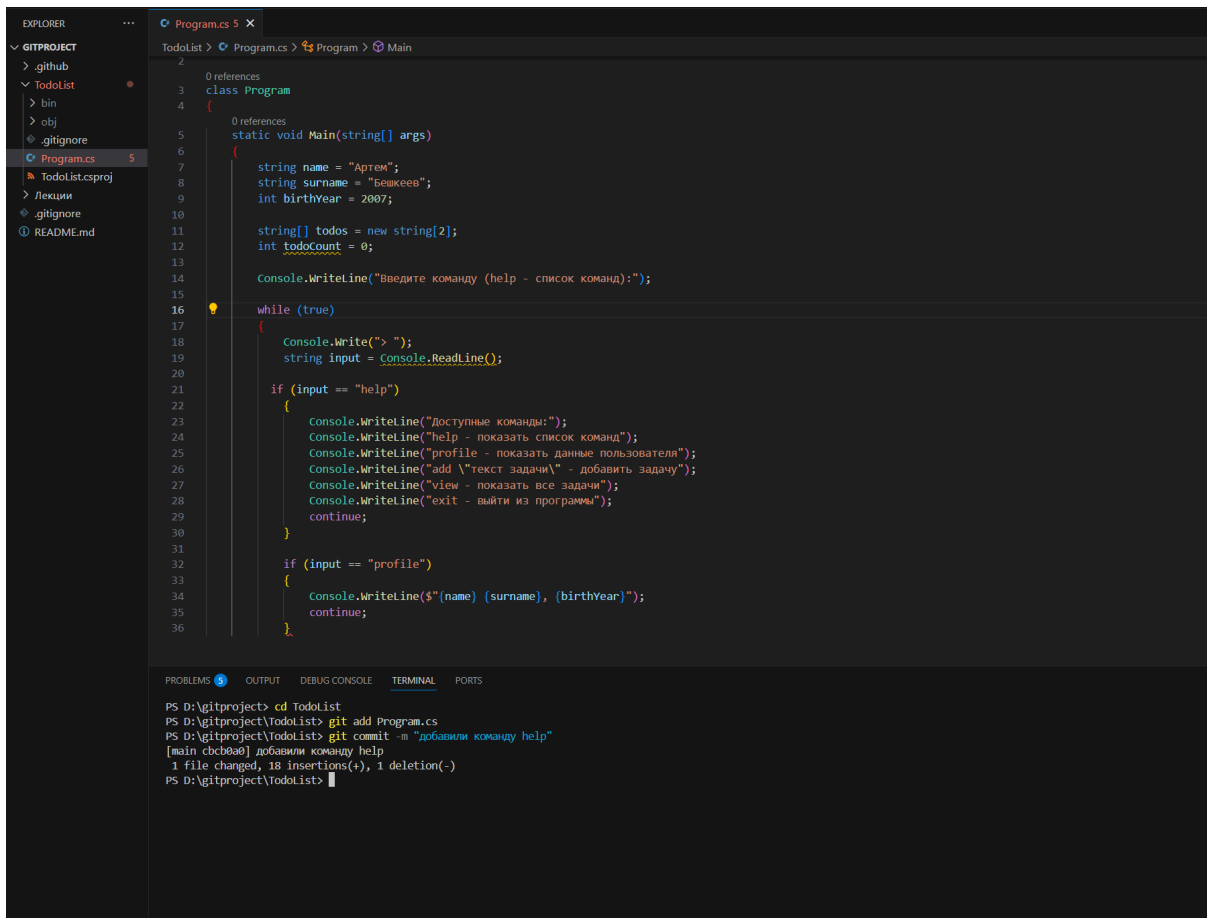 EXPLORER ···
Program.cs 5 ×
GITPROJECT
.github
TodoList
bin
obj
.gitignore
Program.cs 5
TodoList.csproj
Лекции
.gitignore
README.md
TodoList > Program.cs > Program > Main
2
0 references
3 class Program
4 {
0 references
5 static void Main(string[] args)
6 {
7 string name = "Артем";
8 string surname = "Бешкеев";
9 int birthYear = 2007;
10
11 string[] todos = new string[2];
12 int todoCount = 0;
13
14 Console.WriteLine("Введите команду (help - список команд):");
15
16 while (true)
17 {
18 Console.Write("> ");
19 string input = Console.ReadLine();
20
21 if (input == "help")
22 {
23 Console.WriteLine("Доступные команды:");
24 Console.WriteLine("help - показать список команд");
25 Console.WriteLine("profile - показать данные пользователя");
26 Console.WriteLine("add \"текст задачи\" - добавить задачу");
27 Console.WriteLine("view - показать все задачи");
28 Console.WriteLine("exit - выйти из программы");
29 continue;
30 }
31
32 if (input == "profile")
33 {
34 Console.WriteLine($"{name} {surname}, {birthYear}");
35 continue;
36 }
PROBLEMS 5 OUTPUT DEBUG CONSOLE TERMINAL PORTS
PS D:\gitproject> cd TodoList
PS D:\gitproject\TodoList> git add Program.cs
PS D:\gitproject\TodoList> git commit -m "добавили команду help"
[main cbcb0a0] добавили команду help
1 file changed, 18 insertions(+), 1 deletion(-)
PS D:\gitproject\TodoList>